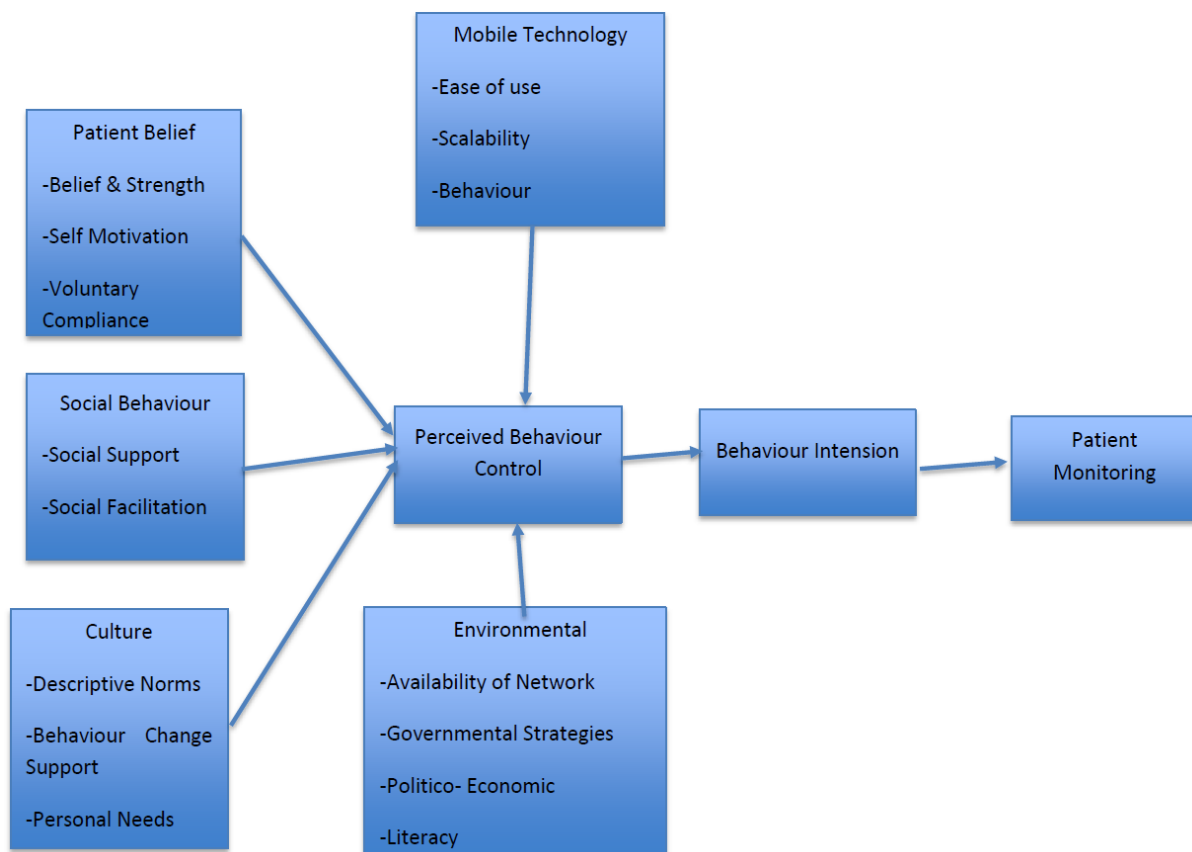 Mobile Technology
-Ease of use
-Scalability
-Behaviour
Patient Belief
-Belief & Strength
-Self Motivation
-Voluntary
Compliance
Social Behaviour
-Social Support
-Social Facilitation
Culture
-Descriptive Norms
-Behaviour Change
Support
-Personal Needs
Perceived Behaviour
Control
Behaviour Intension
Patient
Monitoring
Environmental
-Availability of Network
-Governmental Strategies
-Politico- Economic
-Literacy